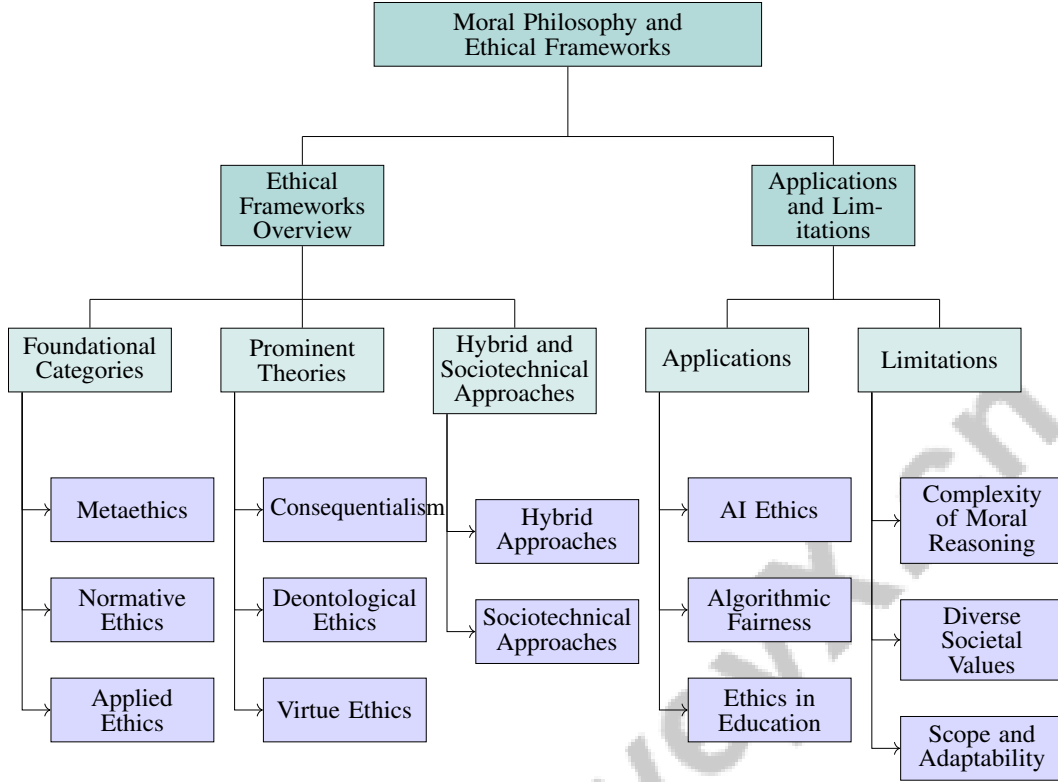 Moral Philosophy and
Ethical Frameworks
Ethical
Frameworks
Overview
Applications
and Lim-
itations
Foundational
Categories
Prominent
Theories
Hybrid and
Sociotechnical
Approaches
Applications
Limitations
Metaethics
Normative
Ethics
Applied
Ethics
Consequentialism
Deontological
Ethics
Virtue Ethics
Hybrid
Approaches
Sociotechnical
Approaches
AI Ethics
Algorithmic
Fairness
Ethics in
Education
Complexity
of Moral
Reasoning
Diverse
Societal
Values
Scope and
Adaptability